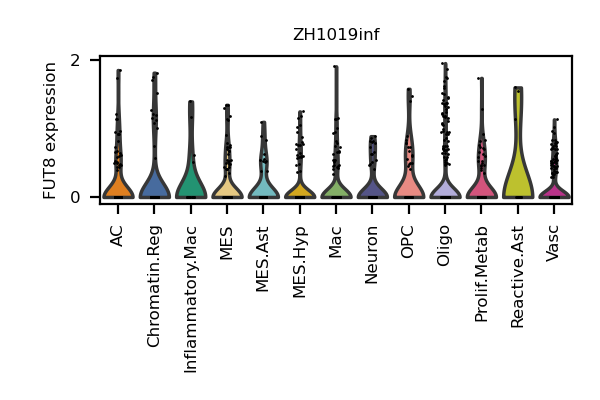 ZH1019inf
FUT8 expression
2
0
AC
Chromatin.Reg
Inflammatory.Mac
MES
MES.Ast
MES.Hyp
Mac
Neuron
OPC
Oligo
Prolif.Metab
Reactive.Ast
Vasc